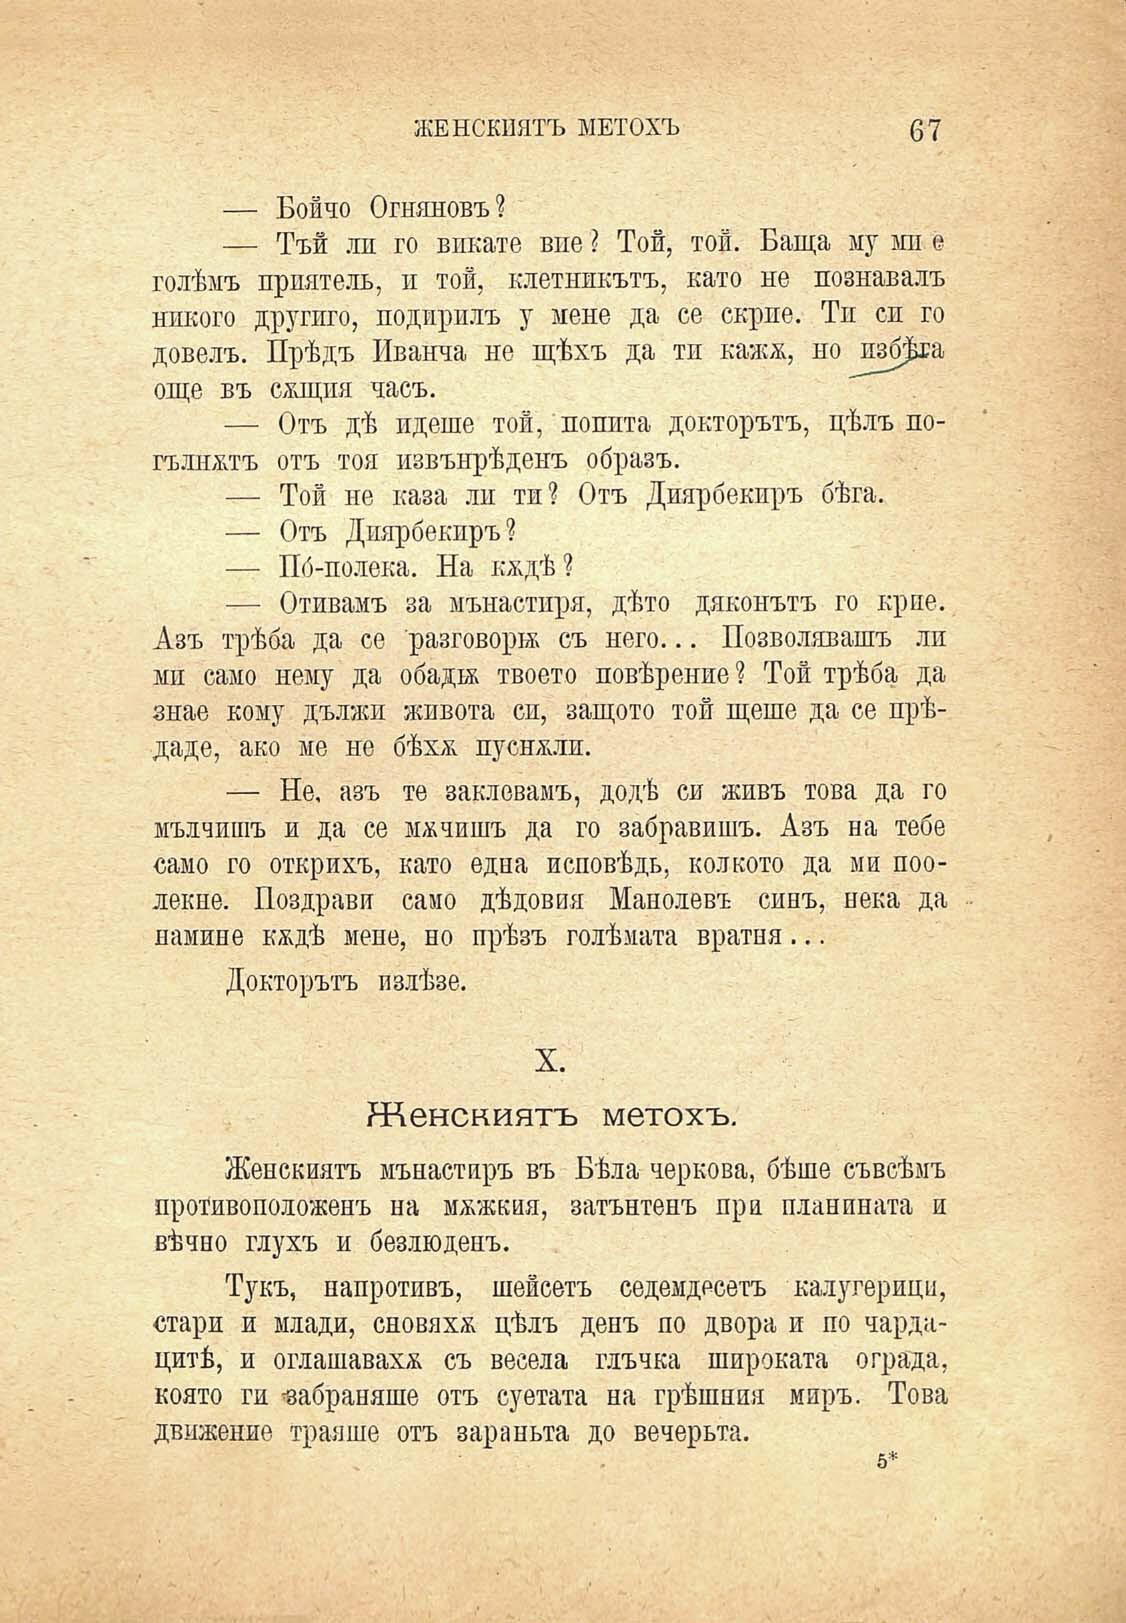 ЖЕНСКИЯТЪ МЕТОХЪ 67
— Бойчо Огняновъ?
— Тъй ли го викате вие? Той, той. Баща му ми е
голѣмъ приятель, и той, клетникътъ, като не познавалъ
никого другиго, подирилъ у мене да се скрие. Ти си го
довелъ. Прѣдъ Иванча не щѣхъ да ти кажѫ, но избѣга
още въ сѫщия часъ.
— Отъ дѣ идеше той, попита докторътъ, цѣлъ по-
гълнѫтъ отъ тоя извънрѣденъ образъ.
— Той не каза ли ти? Отъ Диярбекиръ бѣга.
— Отъ Диярбекиръ?
— По́-полека. На кѫдѣ?
— Отивамъ за мънастиря, дѣто дяконътъ го крие.
Азъ трѣба да се разговорѭ съ него... Позволявашъ ли
ми само нему да обадѭ твоето повѣрение? Той трѣба да
знае кому дължи живота си, защото той щеше да се прѣ-
даде, ако ме не бѣхѫ пуснѫли.
— Не, азъ те заклевамъ, додѣ си живъ това да го
мълчишъ и да се мѫчишъ да го забравишъ. Азъ на тебе
само го открихъ, като една исповѣдь, колкото да ми поо-
лекне. Поздрави само дѣдовия Манолевъ синъ, нека да
намине кѫдѣ мене, но прѣзъ голѣмата вратня...
Докторътъ излѣзе.
X.
Женскиятъ метохъ.
Женскиятъ мънастиръ въ Бѣла черкова, бѣше съвсѣмъ
противоположенъ на мѫжкия, затънтенъ при планината и
вѣчно глухъ и безлюденъ.
Тукъ, напротивъ, шейсетъ седемдесетъ калугерици,
стари и млади, сновяхѫ цѣлъ день по двора и по чарда-
цитѣ, и оглашавахѫ съ весела глъчка широката ограда,
която ги забраняше отъ суетата на грѣшния миръ. Това
движение траяше отъ зараньта до вечерьта.
5*